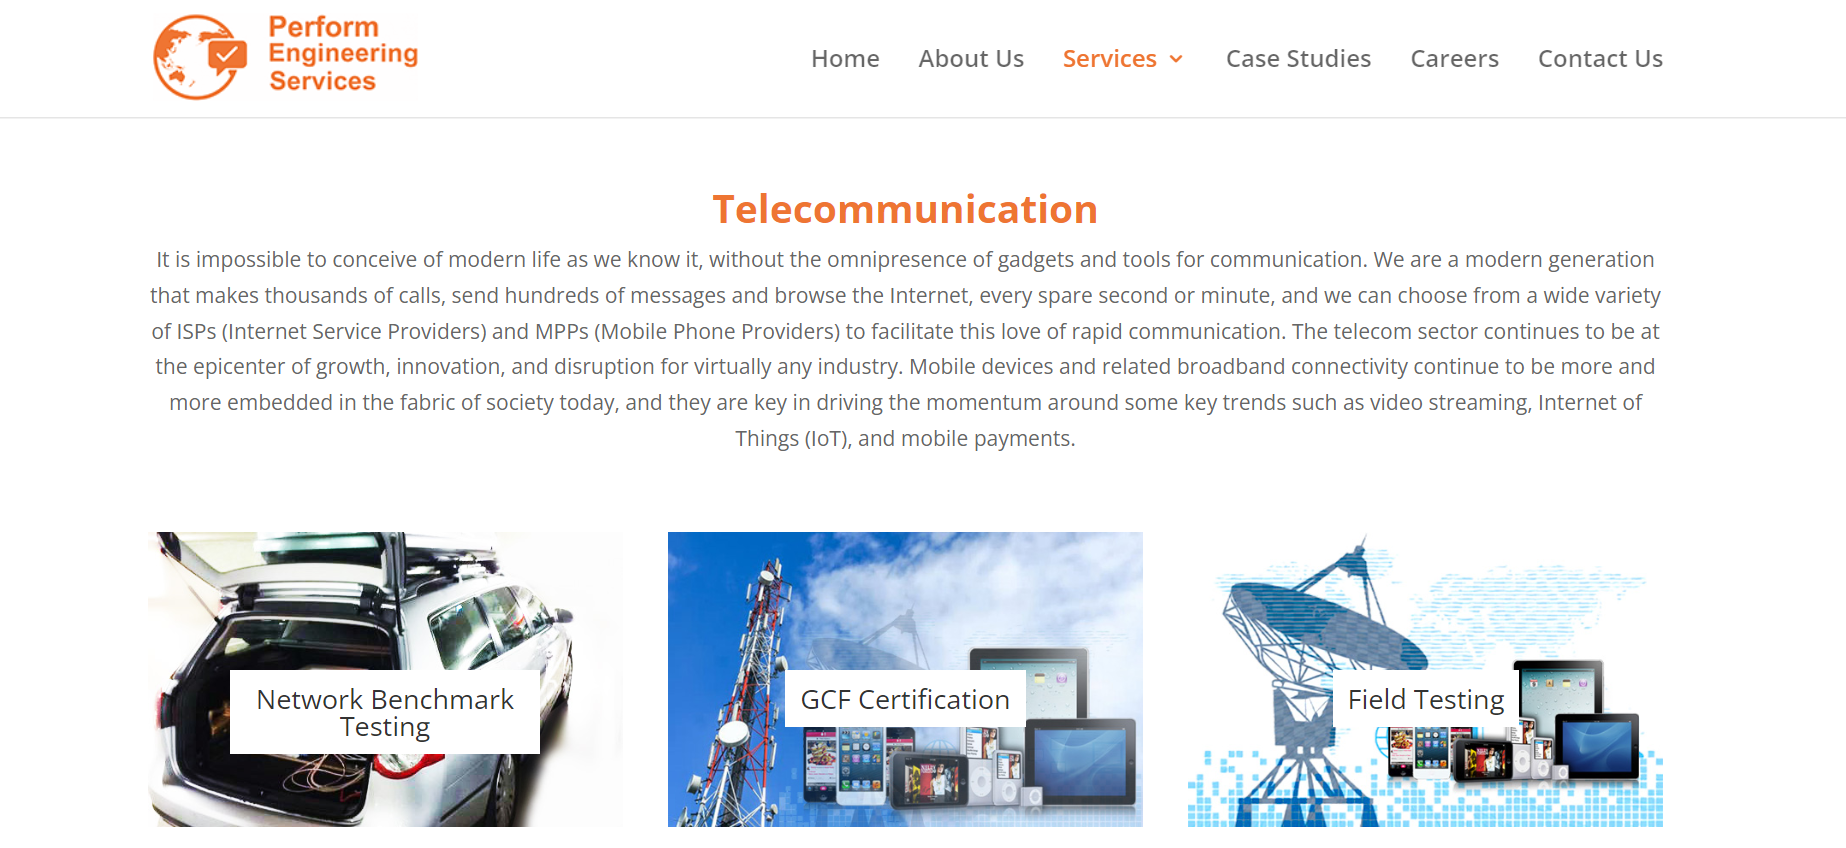 Perform
Engineering
Services
Home
About Us
Services
Case Studies
Careers
Contact Us
Telecommunication
It is impossible to conceive of modern life as we know it, without the omnipresence of gadgets and tools for communication. We are a modern generation
that makes thousands of calls, send hundreds of messages and browse the Internet, every spare second or minute, and we can choose from a wide variety
of ISPs (Internet Service Providers) and MPPs (Mobile Phone Providers) to facilitate this love of rapid communication. The telecom sector continues to be at
the epicenter of growth, innovation, and disruption for virtually any industry. Mobile devices and related broadband connectivity continue to be more and
more embedded in the fabric of society today, and they are key in driving the momentum around some key trends such as video streaming, Internet of
Things (IoT), and mobile payments.
Network Benchmark
Testing
GCF Certification
Field Testing